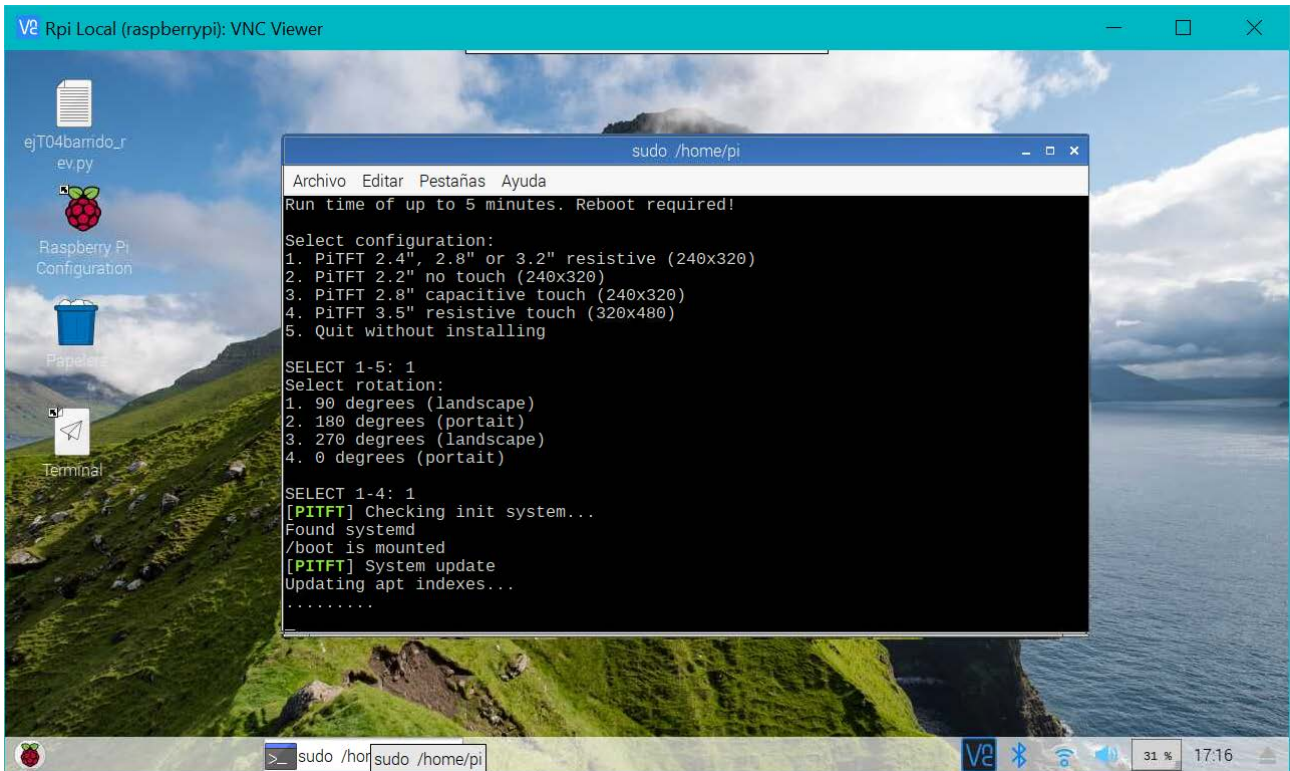 VC Rpi Local (raspberrypi): VNC Viewer
ejT04barrido_r
ev.py
Raspberry Pi
Configuration
Papelera
Terminal
sudo /home/pi
Archivo Editar Pestañas Ayuda
Run time of up to 5 minutes. Reboot required!
Select configuration:
1. PiTFT 2.4", 2.8" or 3.2" resistive (240x320)
2. PiTFT 2.2" no touch (240x320)
3. PiTFT 2.8" capacitive touch (240x320)
4. PiTFT 3.5" resistive touch (320x480)
5. Quit without installing
SELECT 1-5: 1
Select rotation:
1. 90 degrees (landscape)
2. 180 degrees (portait)
3. 270 degrees (landscape)
4. 0 degrees (portait)
SELECT 1-4: 1
[PITFT] Checking init system...
Found systemd
/boot is mounted
[PITFT] System update
Updating apt indexes...
.........
_
>_ sudo /hor sudo /home/pi
VC 31 % 17:16